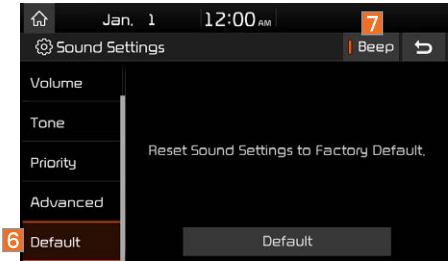 Jan. 1 12:00 AM
7
Sound Settings Beep
Volume
Tone
Priority
Reset Sound Settings to Factory Default.
Advanced
6 Default Default